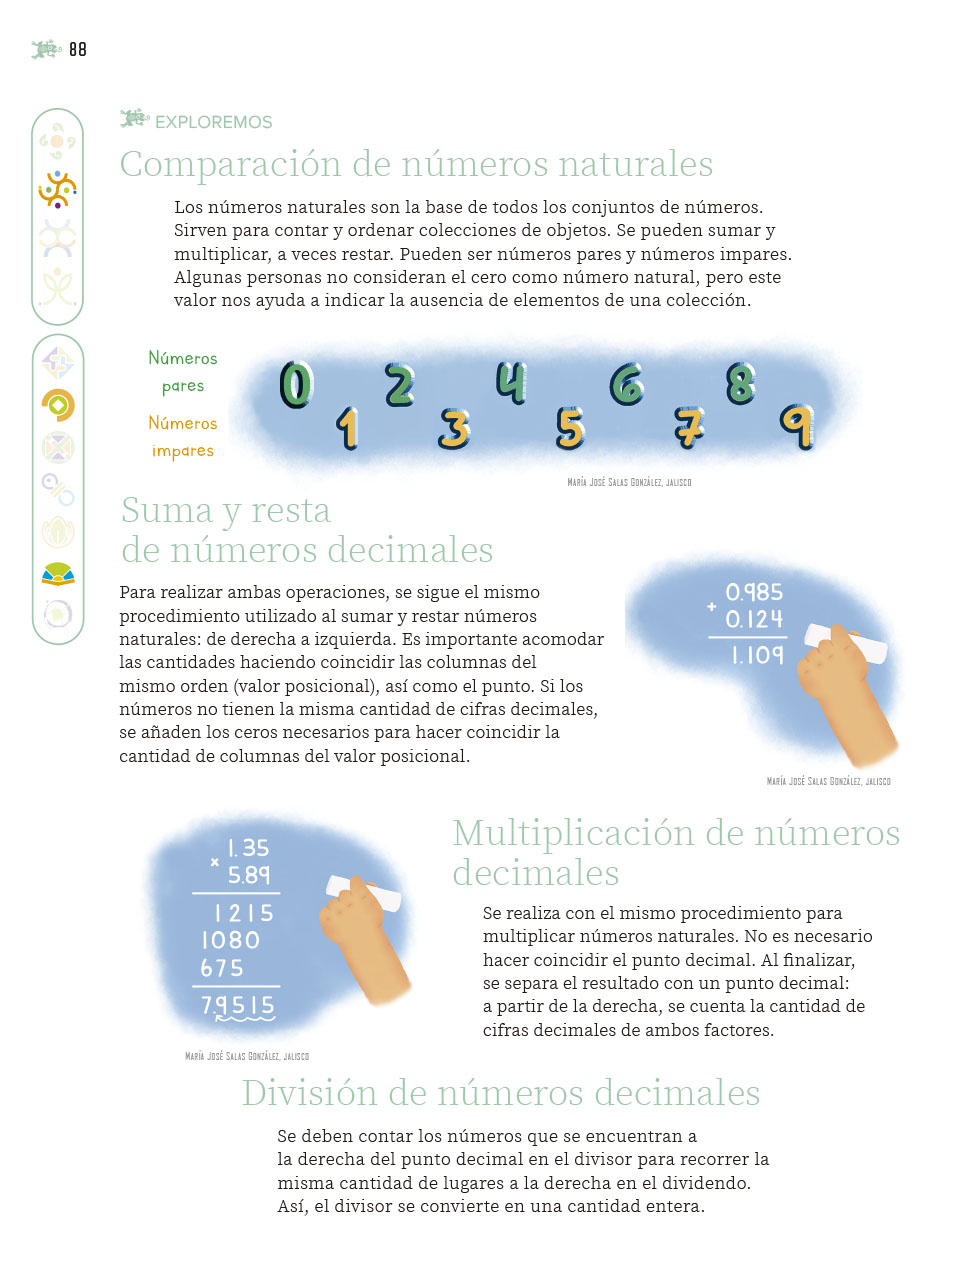 88
EXPLOREMOS
Comparación de números naturales
Los números naturales son la base de todos los conjuntos de números.
Sirven para contar y ordenar colecciones de objetos. Se pueden sumar y
multiplicar, a veces restar. Pueden ser números pares y números impares.
Algunas personas no consideran el cero como número natural, pero este
valor nos ayuda a indicar la ausencia de elementos de una colección.
Números
pares
0 2 4 6 8
Números
impares
1 3 5 7 9
María José Salas González, Jalisco
Suma y resta
de números decimales
Para realizar ambas operaciones, se sigue el mismo
procedimiento utilizado al sumar y restar números
naturales: de derecha a izquierda. Es importante acomodar
las cantidades haciendo coincidir las columnas del
mismo orden (valor posicional), así como el punto. Si los
números no tienen la misma cantidad de cifras decimales,
se añaden los ceros necesarios para hacer coincidir la
cantidad de columnas del valor posicional.
0.985
+
0.124
1.109
María José Salas González, Jalisco
1.35
×
5.89
1215
1080
675
7.9515
María José Salas González, Jalisco
Multiplicación de números
decimales
Se realiza con el mismo procedimiento para
multiplicar números naturales. No es necesario
hacer coincidir el punto decimal. Al finalizar,
se separa el resultado con un punto decimal:
a partir de la derecha, se cuenta la cantidad de
cifras decimales de ambos factores.
División de números decimales
Se deben contar los números que se encuentran a
la derecha del punto decimal en el divisor para recorrer la
misma cantidad de lugares a la derecha en el dividendo.
Así, el divisor se convierte en una cantidad entera.